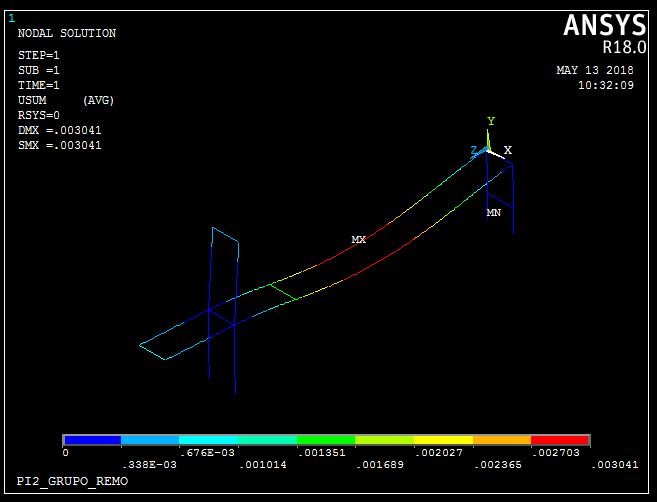 1
NODAL SOLUTION
STEP=1
SUB =1
TIME=1
USUM (AVG)
RSYS=0
DMX =.003041
SMX =.003041
ANSYS
R18.0
MAY 13 2018
10:32:09
Y
Z X
MN
MX
0 .676E-03 .001351 .002027 .002703
.338E-03 .001014 .001689 .002365 .003041
PI2_GRUPO_REMO